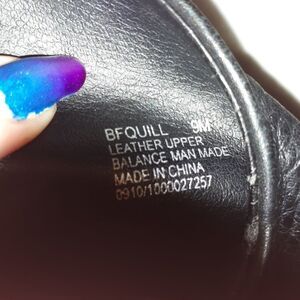 BFQUILL 9M
LEATHER UPPER
BALANCE MAN MADE
MADE IN CHINA
0910/1000027257